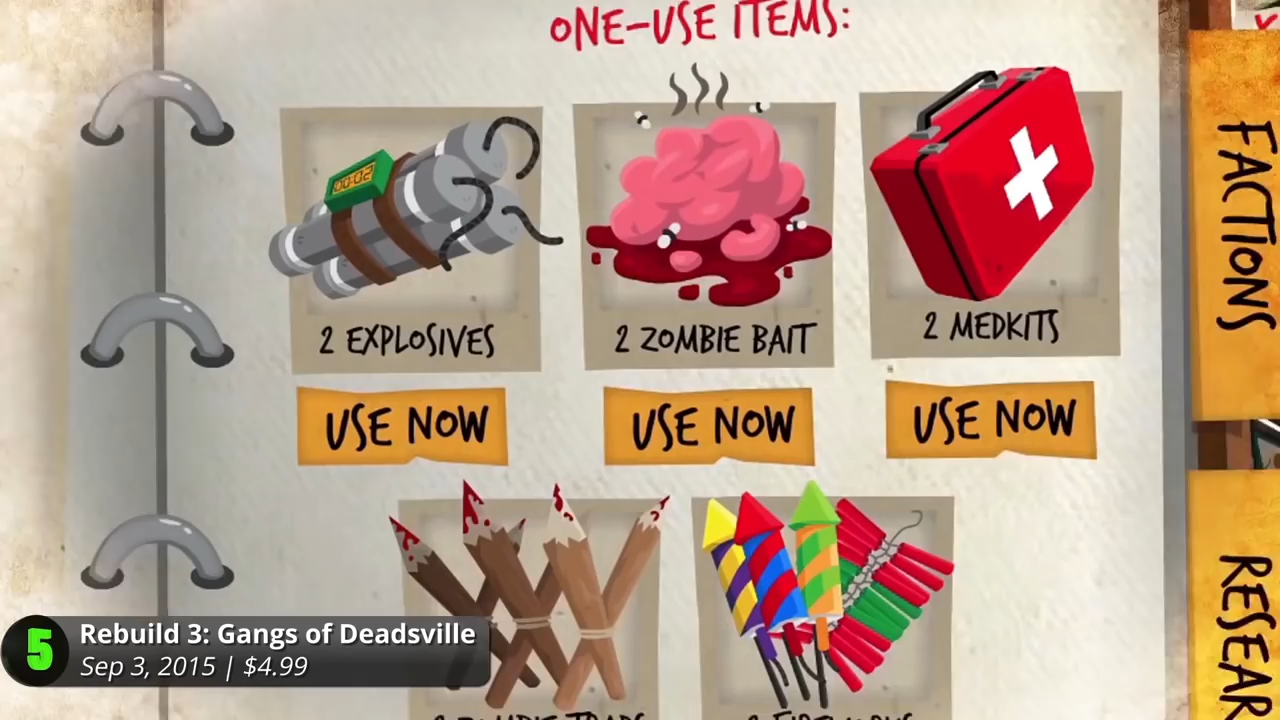 ONE-USE ITEMS:
00:02
2 EXPLOSIVES
2 ZOMBIE BAIT
2 MEDKITS
USE NOW
USE NOW
USE NOW
FACTIONS
RESEAR
5
Rebuild 3: Gangs of Deadsville
Sep 3, 2015 | $4.99